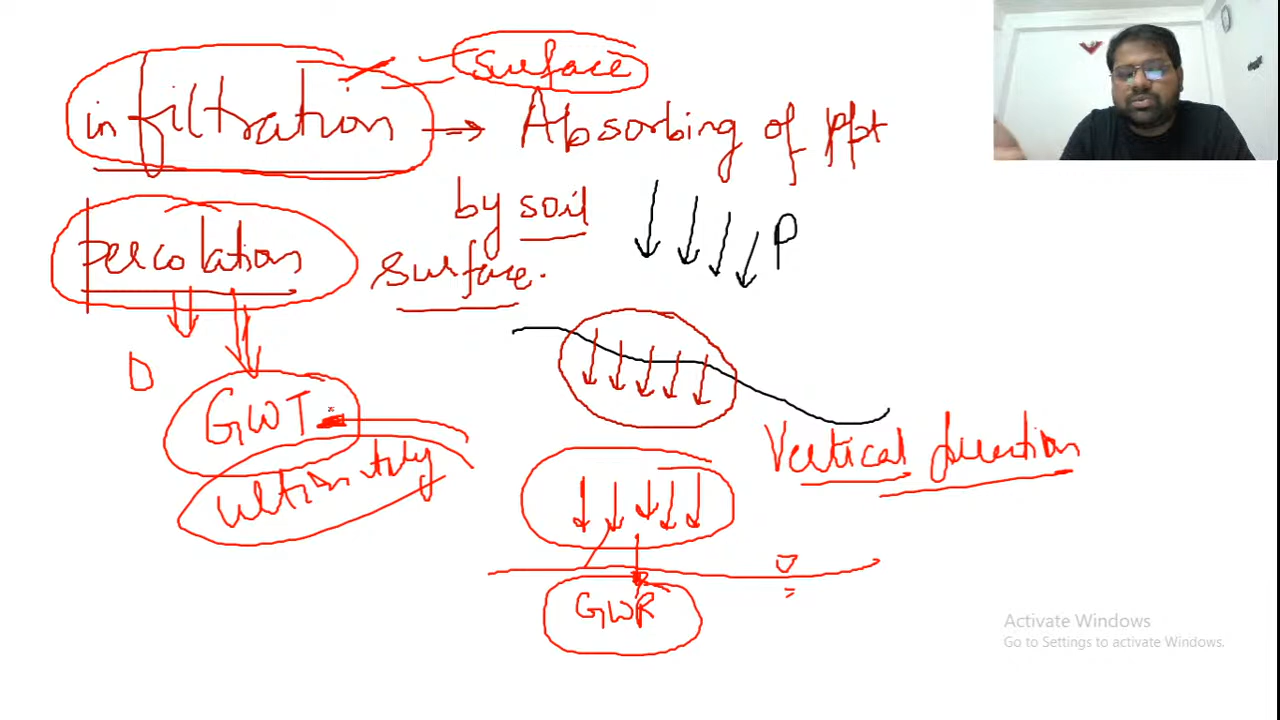 surface
infiltration → Absorbing of ppt
by soil
surface.
P
percolation
D
GWT
ultimately
Vertical direction
GWR
Activate Windows
Go to Settings to activate Windows.